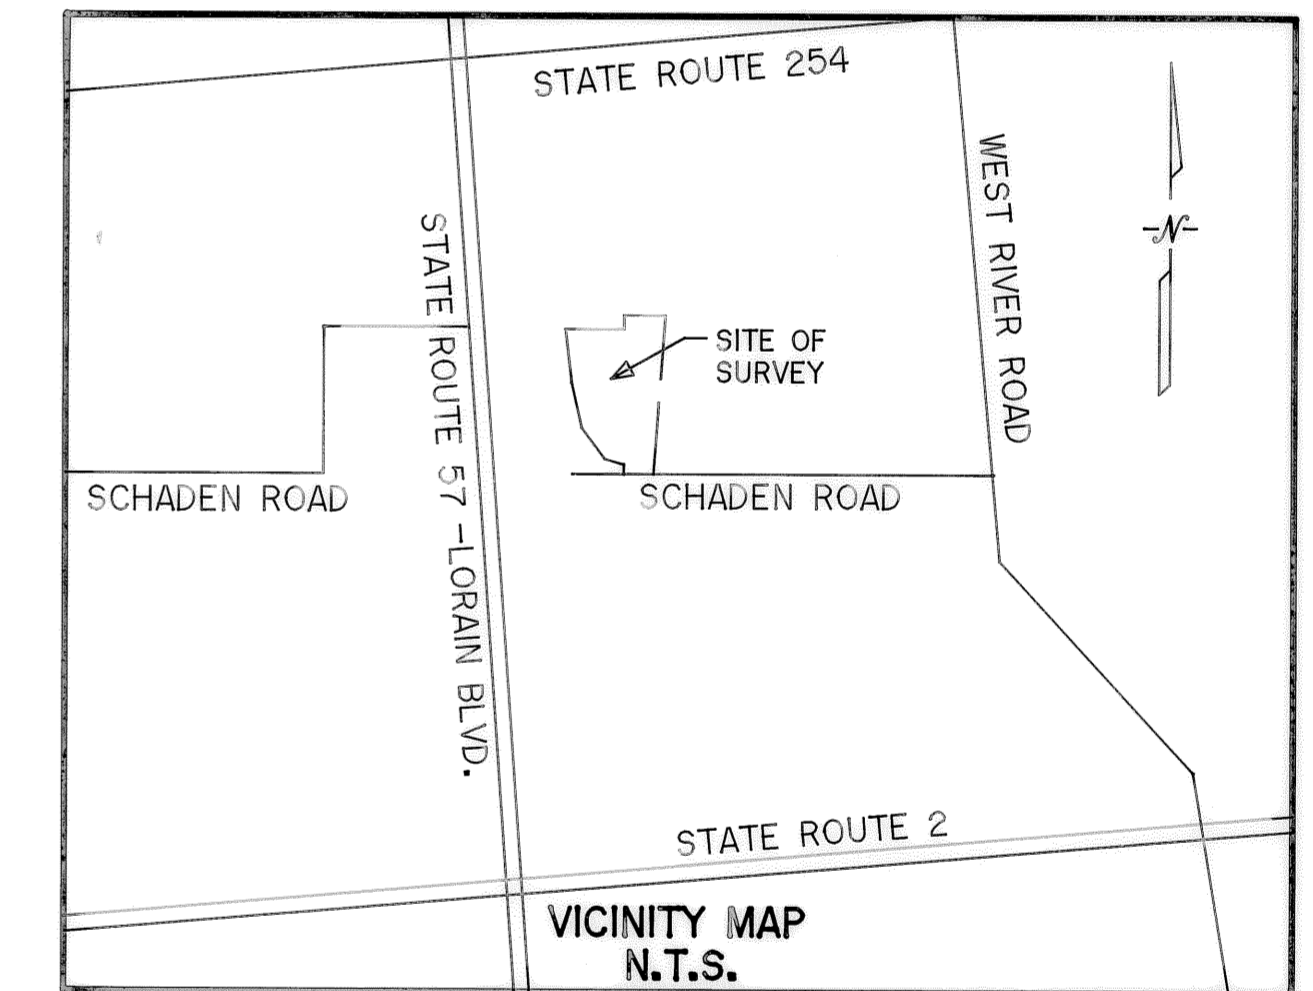 STATE ROUTE 254
WEST RIVER ROAD
-N-
STATE ROUTE 57 -LORAIN BLVD.
SITE OF
SURVEY
SCHADEN ROAD
SCHADEN ROAD
STATE ROUTE 2
VICINITY MAP
N.T.S.